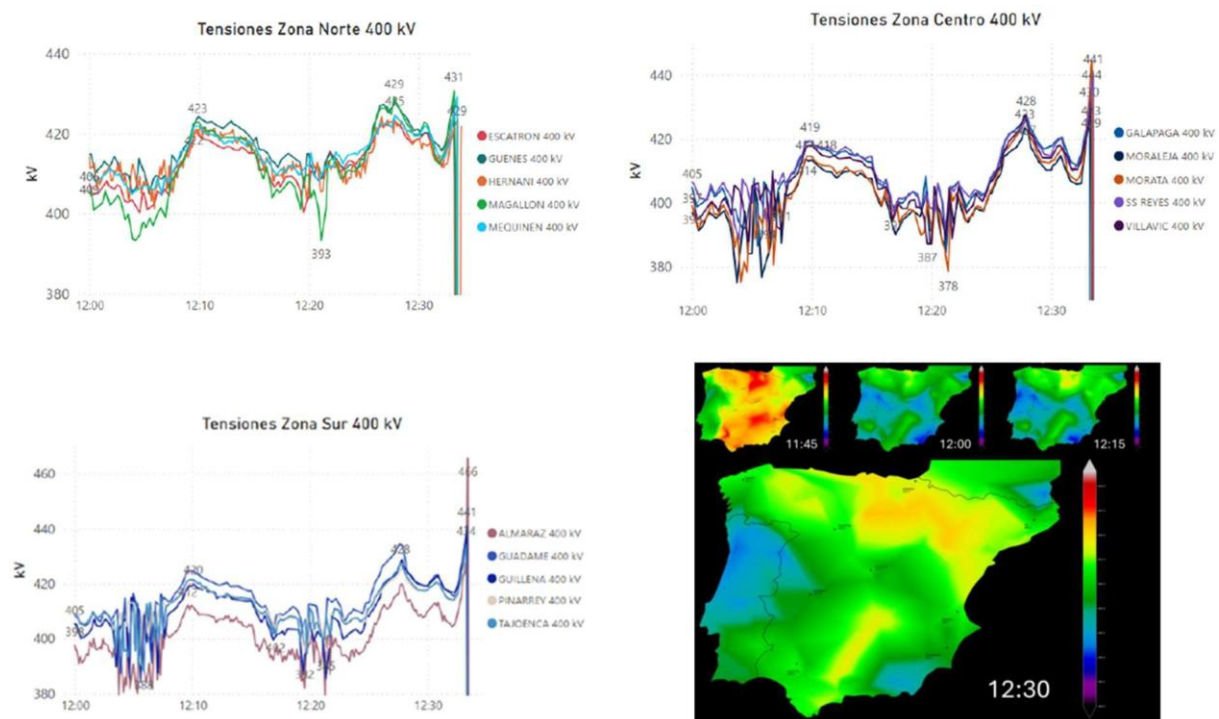 Tensiones Zona Norte 400 kV
440
420
400
380
kV
423
429
431
429
393
12:00
12:10
12:20
12:30
ESCATRON 400 kV
GUENES 400 kV
HERNANI 400 kV
MAGALLON 400 kV
MEQUINEN 400 kV
Tensiones Zona Centro 400 kV
440
420
400
380
kV
405
419
428
441
387
378
12:00
12:10
12:20
12:30
GALAPAGA 400 kV
MORALEJA 400 kV
MORATA 400 kV
SS REYES 400 kV
VILLAVIC 400 kV
Tensiones Zona Sur 400 kV
460
440
420
400
380
kV
405
428
466
441
12:00
12:10
12:20
12:30
ALMARAZ 400 kV
GUADAME 400 kV
GUILLENA 400 kV
PINARREY 400 kV
TAJOENCA 400 kV
11:45
12:00
12:15
12:30